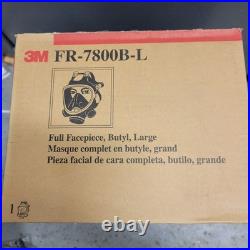 3M FR-7800B-L
Full Facepiece, Butyl, Large
Masque complet en butyle, grand
Pieza facial de cara completa, butilo, grande
1